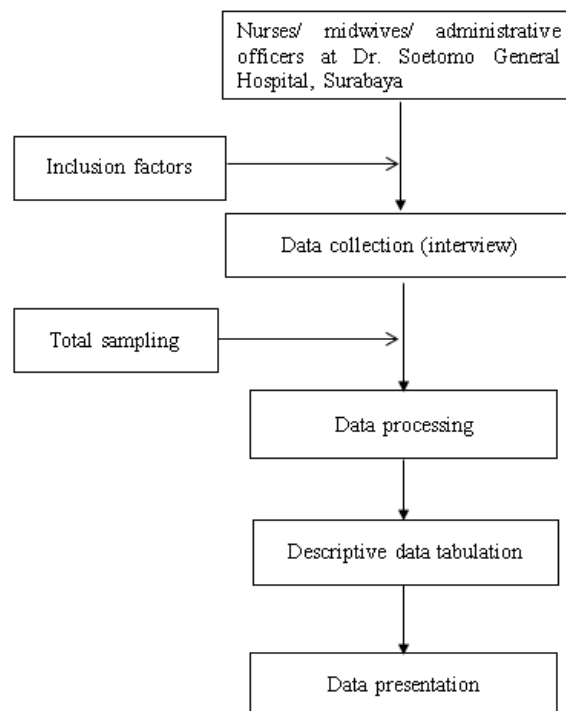 Nurses/ midwives/ administrative
officers at Dr. Soetomo General
Hospital, Surabaya
Inclusion factors
Data collection (interview)
Total sampling
Data processing
Descriptive data tabulation
Data presentation